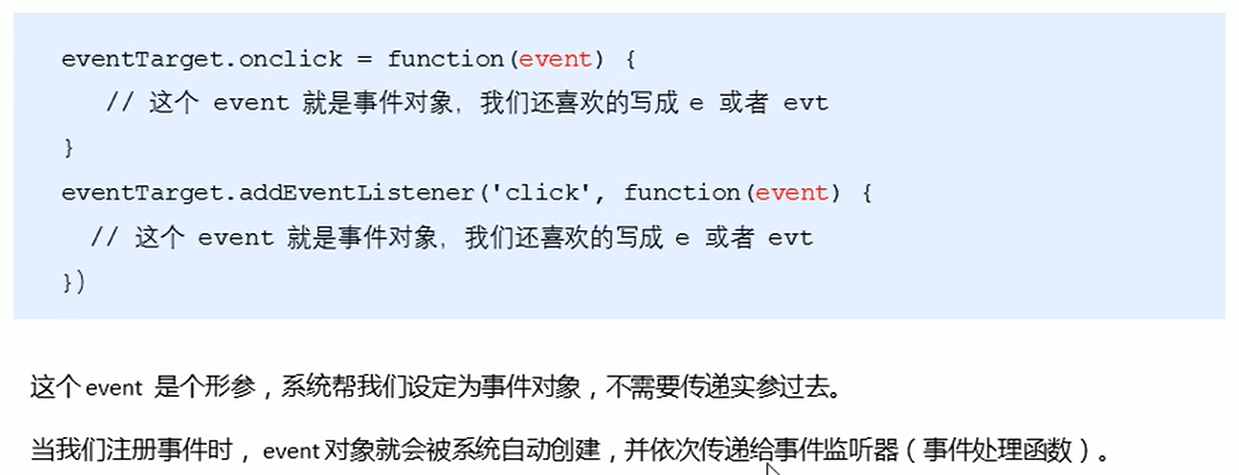 eventTarget.onclick = function(event) {
// 这个 event 就是事件对象，我们还喜欢的写成 e 或者 evt
}
eventTarget.addEventListener('click', function(event) {
// 这个 event 就是事件对象，我们还喜欢的写成 e 或者 evt
})
这个 event 是个形参，系统帮我们设定为事件对象，不需要传递实参过去。
当我们注册事件时， event 对象就会被系统自动创建，并依次传递给事件监听器（事件处理函数）。